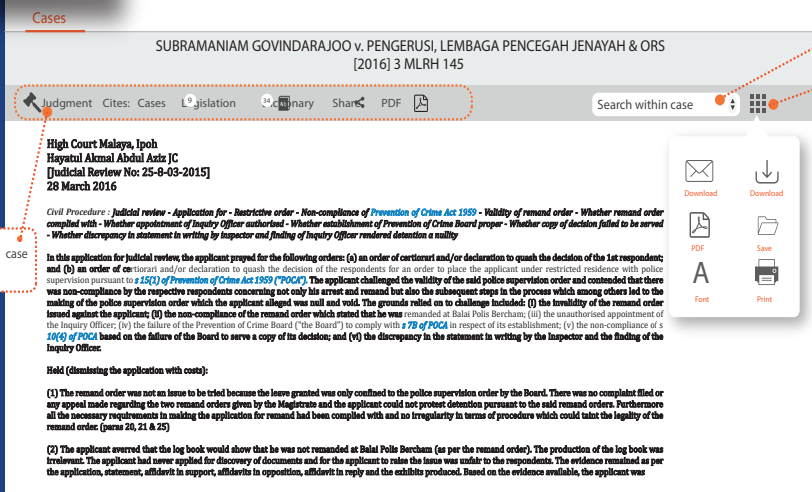 Cases
SUBRAMANIAM GOVINDARAJOO v. PENGERUSI, LEMBAGA PENCEGAH JENAYAH & ORS
[2016] 3 MLRH 145
Judgment Cites: Cases 9 Legislation 34 Dictionary Share PDF
Search within case
High Court Malaya, Ipoh
Hayatul Akmal Abdul Aziz JC
[Judicial Review No: 25-8-03-2015]
28 March 2016
Download Download
PDF Save
A
Font Print
case
Civil Procedure : Judicial review - Application for - Restrictive order - Non-compliance of Prevention of Crime Act 1959 - Validity of remand order - Whether remand order
complied with - Whether appointment of Inquiry Officer authorised - Whether establishment of Prevention of Crime Board proper - Whether copy of decision failed to be served
- Whether discrepancy in statement in writing by inspector and finding of Inquiry Officer rendered detention a nullity
In this application for judicial review, the applicant prayed for the following orders: (a) an order of certiorari and/or declaration to quash the decision of the 1st respondent;
and (b) an order of certiorari and/or declaration to quash the decision of the respondents for an order to place the applicant under restricted residence with police
supervision pursuant to s 15(1) of Prevention of Crime Act 1959 ("POCA"). The applicant challenged the validity of the said police supervision order and contended that there
was non-compliance by the respective respondents concerning not only his arrest and remand but also the subsequent steps in the process which among others led to the
making of the police supervision order which the applicant alleged was null and void. The grounds relied on to challenge included: (i) the invalidity of the remand order
issued against the applicant; (ii) the non-compliance of the remand order which stated that he was remanded at Balai Polis Bercham; (iii) the unauthorised appointment of
the Inquiry Officer; (iv) the failure of the Prevention of Crime Board ("the Board") to comply with s 7B of POCA in respect of its establishment; (v) the non-compliance of s
10(4) of POCA based on the failure of the Board to serve a copy of its decision; and (vi) the discrepancy in the statement in writing by the Inspector and the finding of the
Inquiry Officer.
Held (dismissing the application with costs):
(1) The remand order was not an issue to be tried because the leave granted was only confined to the police supervision order by the Board. There was no complaint filed or
any appeal made regarding the two remand orders given by the Magistrate and the applicant could not protest detention pursuant to the said remand orders. Furthermore
all the necessary requirements in making the application for remand had been complied with and no irregularity in terms of procedure which could taint the legality of the
remand order. (paras 20, 21 & 25)
(2) The applicant averred that the log book would show that he was not remanded at Balai Polis Bercham (as per the remand order). The production of the log book was
irrelevant. The applicant had never applied for discovery of documents and for the applicant to raise the issue was unfair to the respondents. The evidence remained as per
the application, statement, affidavit in support, affidavits in opposition, affidavit in reply and the exhibits produced. Based on the evidence available, the applicant was